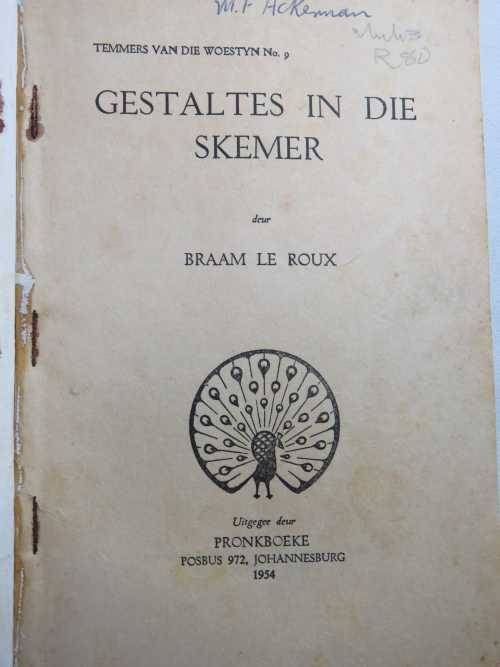 M.F Ackerman
R80
TEMMERS VAN DIE WOESTYN No. 9
GESTALTES IN DIE
SKEMER
deur
BRAAM LE ROUX
Uitgegee deur
PRONKBOEKE
POSBUS 972, JOHANNESBURG
1954